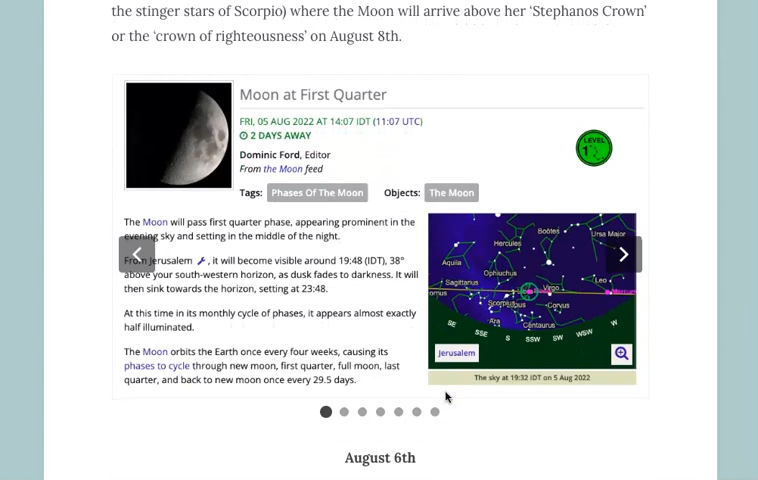 the stinger stars of Scorpio) where the Moon will arrive above her ‘Stephanos Crown’
or the ‘crown of righteousness’ on August 8th.
Moon at First Quarter
FRI, 05 AUG 2022 AT 14:07 IDT (11:07 UTC)
2 DAYS AWAY
Dominic Ford, Editor
From the Moon feed
LEVEL
1
Tags: Phases Of The Moon Objects: The Moon
The Moon will pass first quarter phase, appearing prominent in the
evening sky and setting in the middle of the night.
From Jerusalem , it will become visible around 19:48 (IDT), 38°
above your south-western horizon, as dusk fades to darkness. It will
then sink towards the horizon, setting at 23:48.
At this time in its monthly cycle of phases, it appears almost exactly
half illuminated.
The Moon orbits the Earth once every four weeks, causing its
phases to cycle through new moon, first quarter, full moon, last
quarter, and back to new moon once every 29.5 days.
Boötes
Ursa Major
Hercules
Aquila
Ophiuchus
Sagittarius
Leo
Virgo
Scorpius
Corvus
Ara
Centaurus
SE
SSE
S
SSW
SW
WSW
W
Jerusalem
The sky at 19:32 IDT on 5 Aug 2022
August 6th